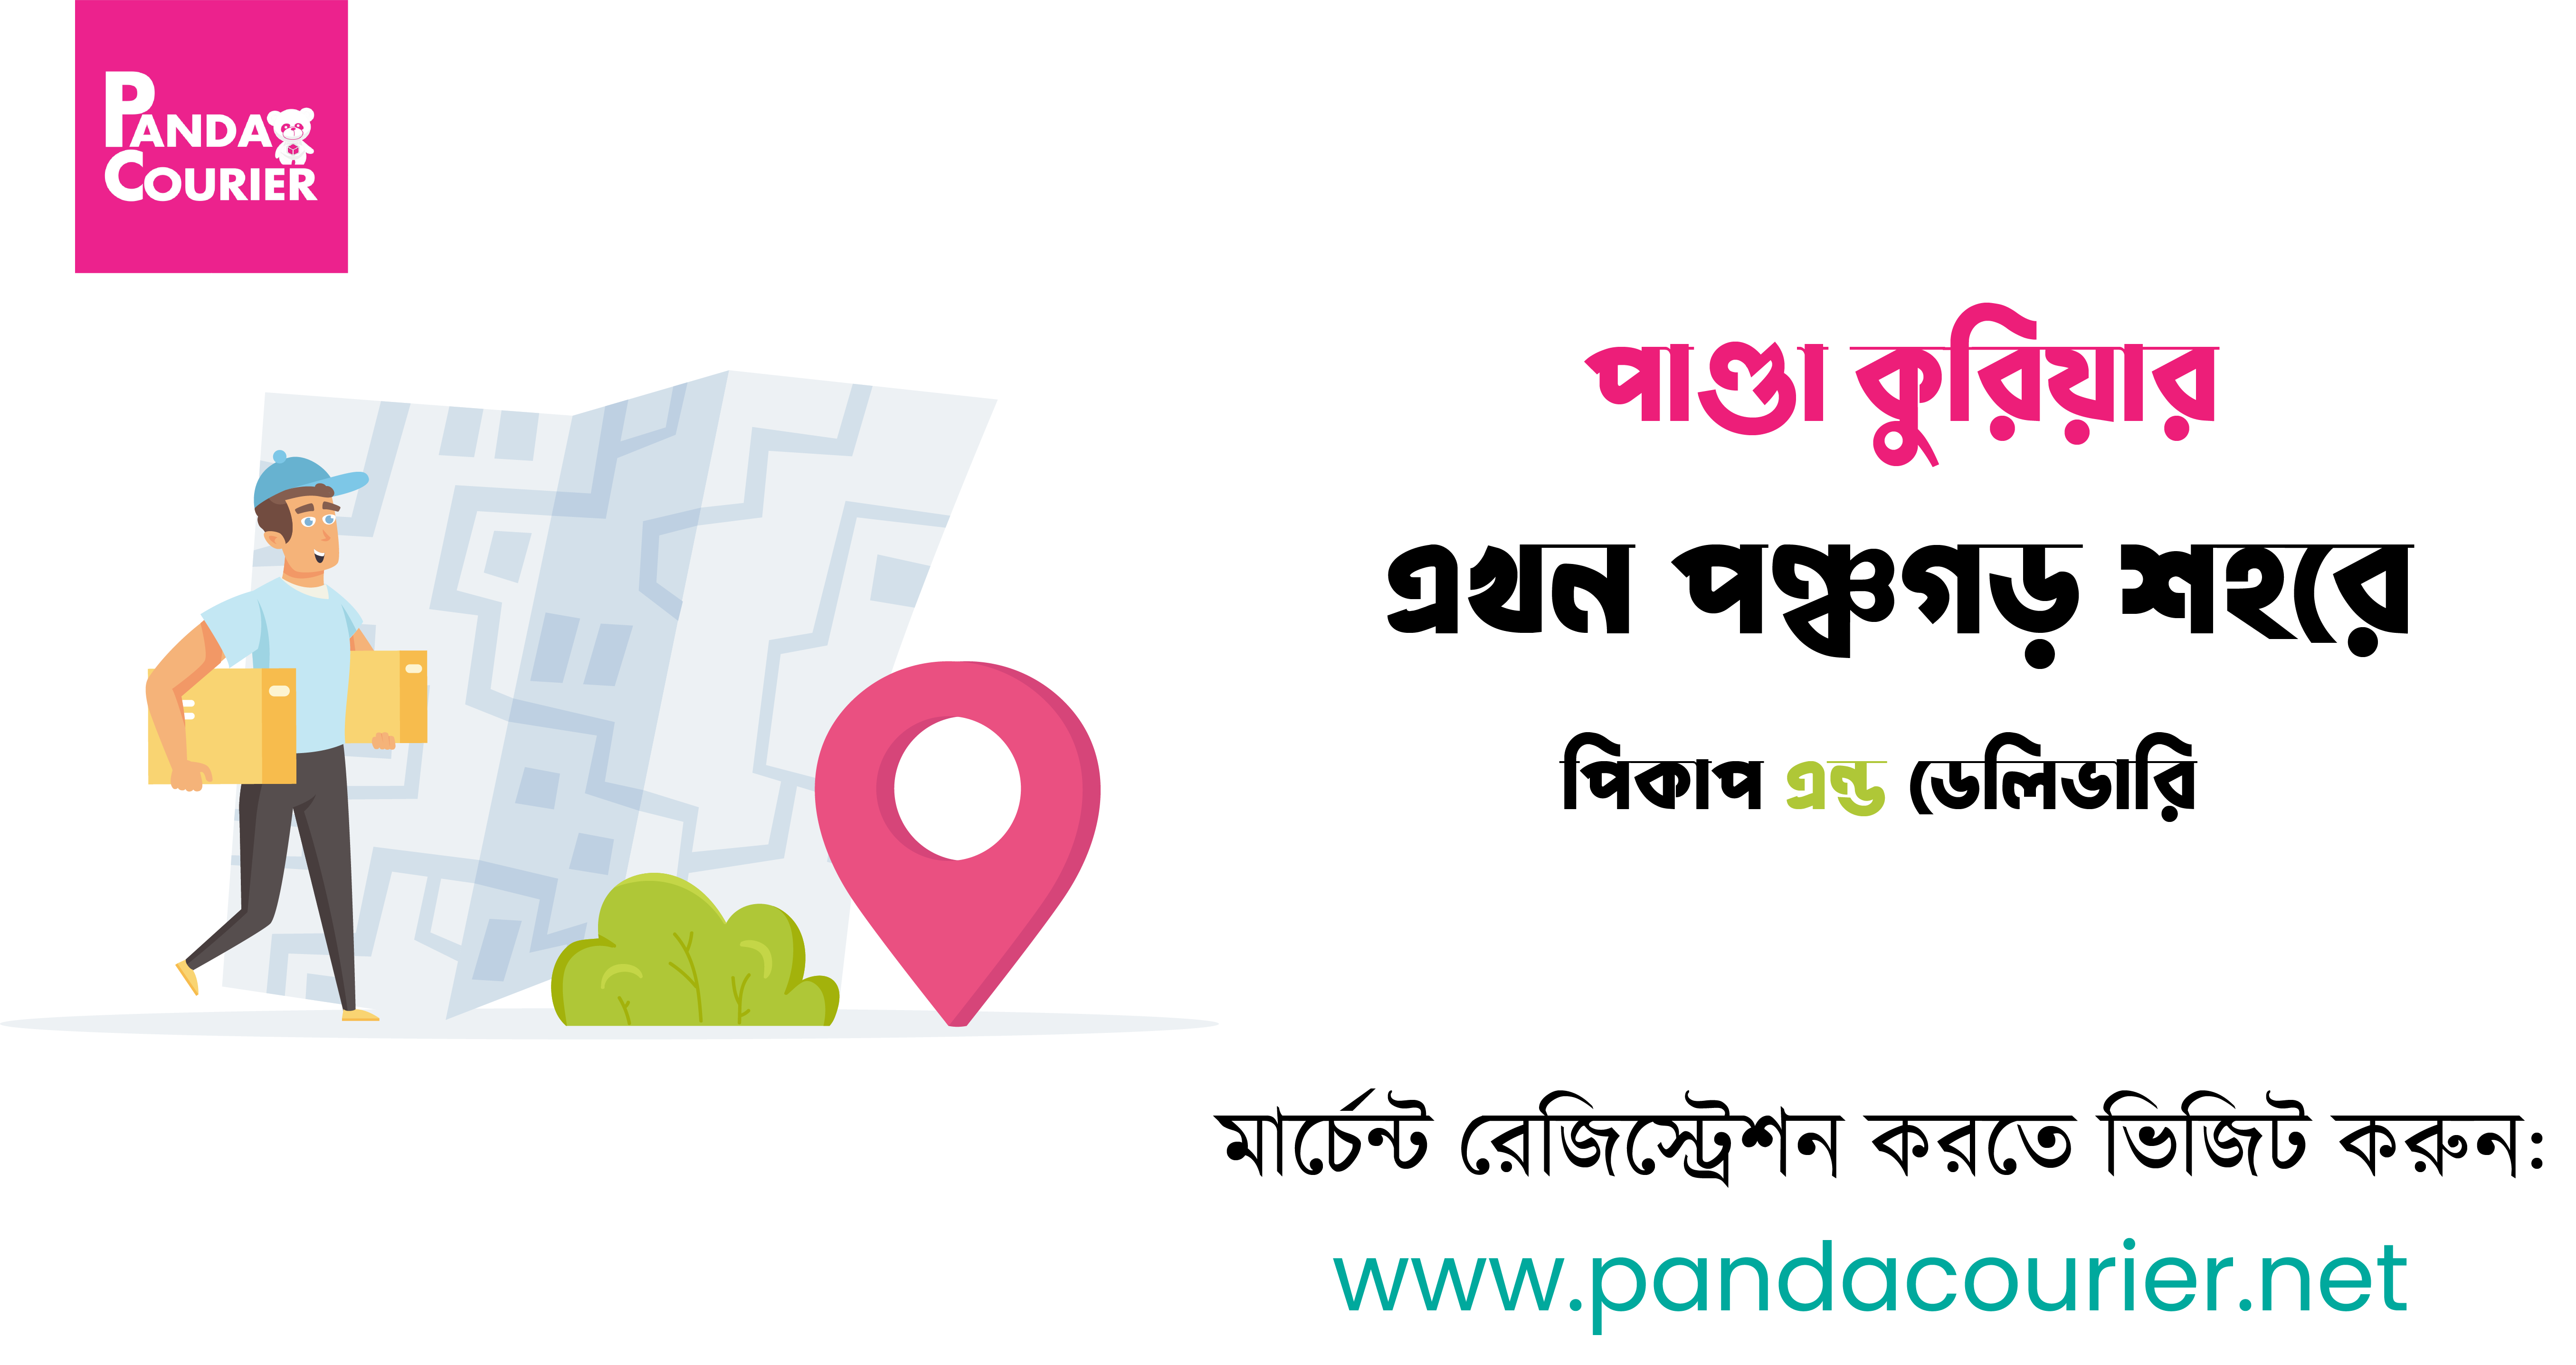 PANDA
COURIER
পাণ্ডা কুরিয়ার
এখন পঞ্চগড় শহরে
পিকাপ এন্ড ডেলিভারি
মার্চেন্ট রেজিস্ট্রেশন করতে ভিজিট করুন:
www.pandacourier.net